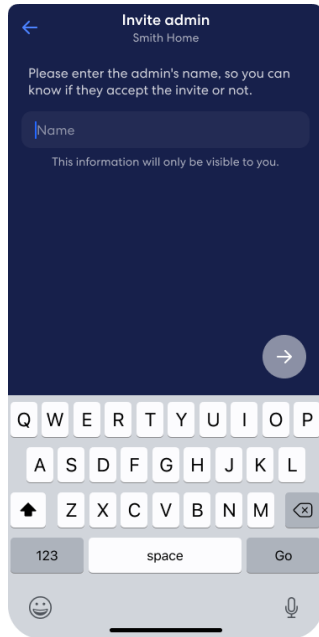 Invite admin
Smith Home
Please enter the admin's name, so you can
know if they accept the invite or not.
Name
This information will only be visible to you.
Q W E R T Y U I O P
A S D F G H J K L
Z X C V B N M
123 space Go